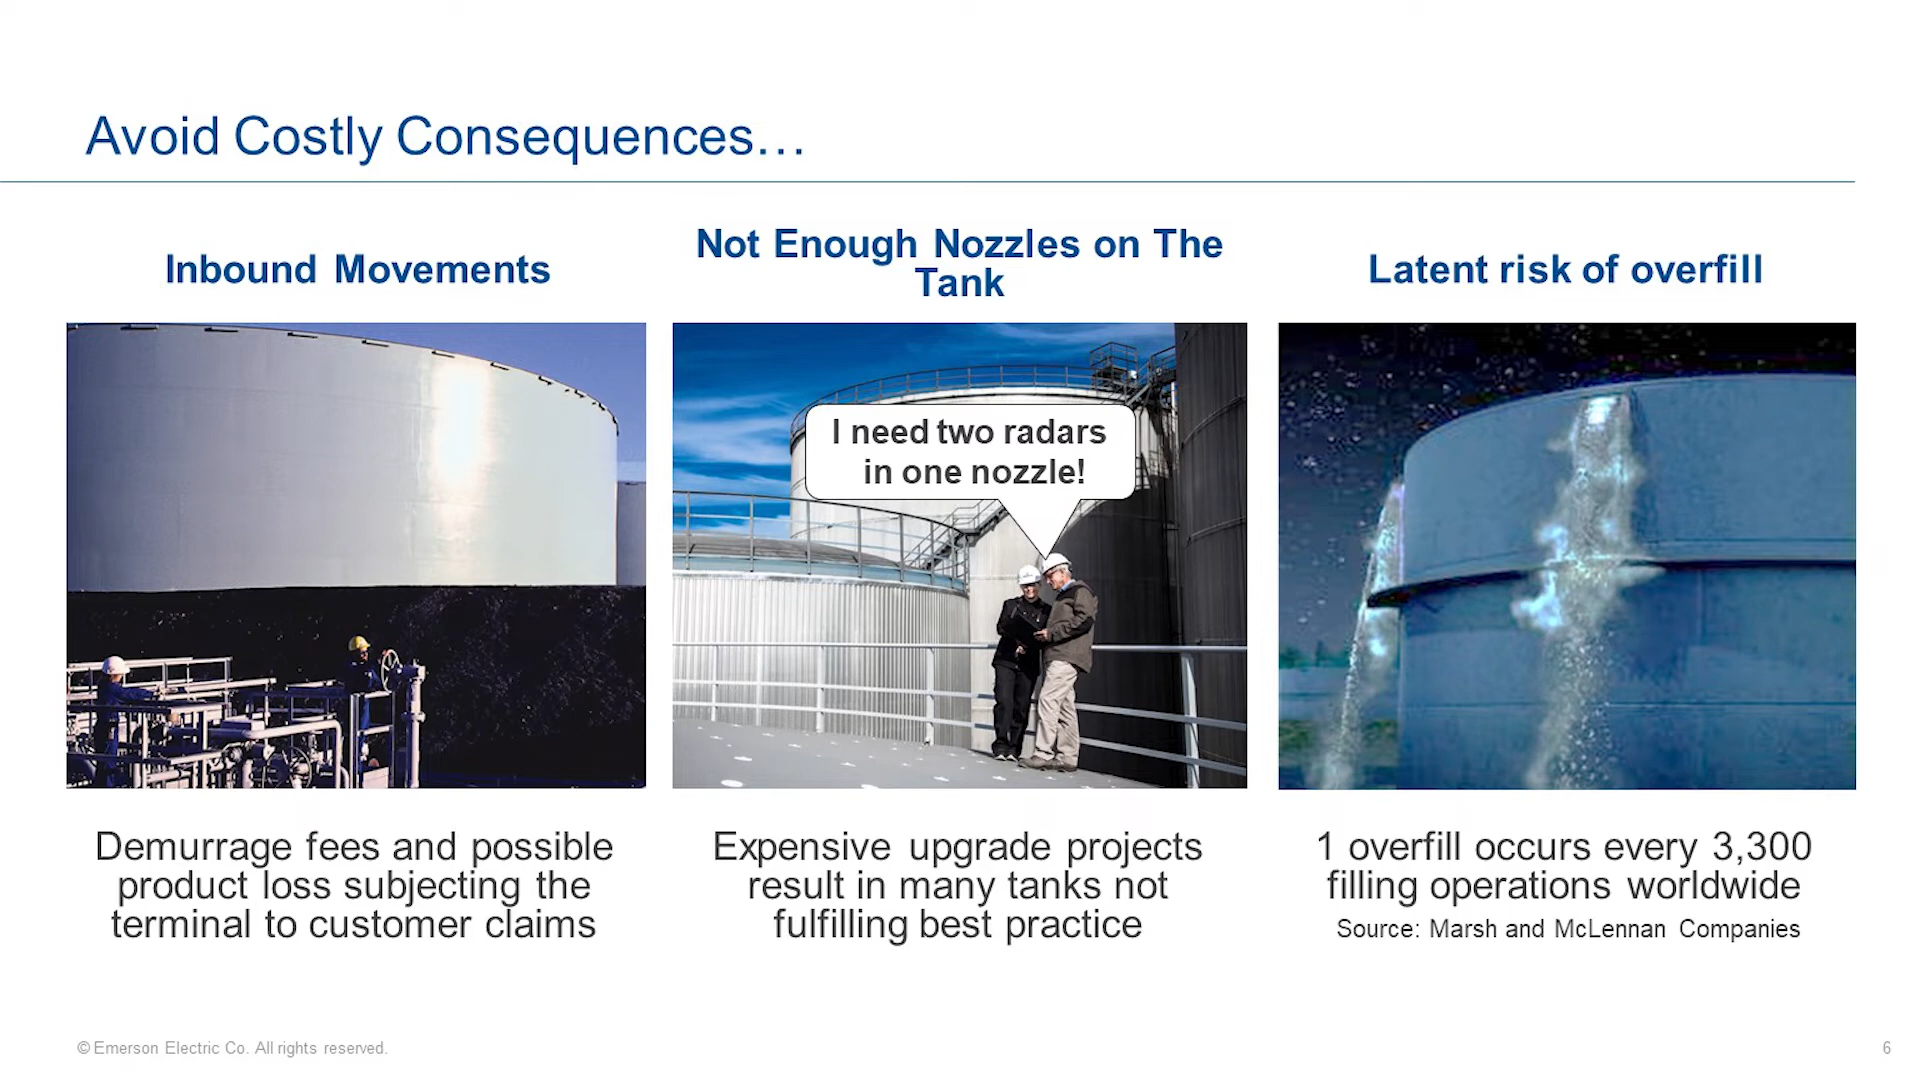 Avoid Costly Consequences…
Inbound Movements
Not Enough Nozzles on The
Tank
Latent risk of overfill
I need two radars
in one nozzle!
Demurrage fees and possible
product loss subjecting the
terminal to customer claims
Expensive upgrade projects
result in many tanks not
fulfilling best practice
1 overfill occurs every 3,300
filling operations worldwide
Source: Marsh and McLennan Companies
© Emerson Electric Co. All rights reserved.
6